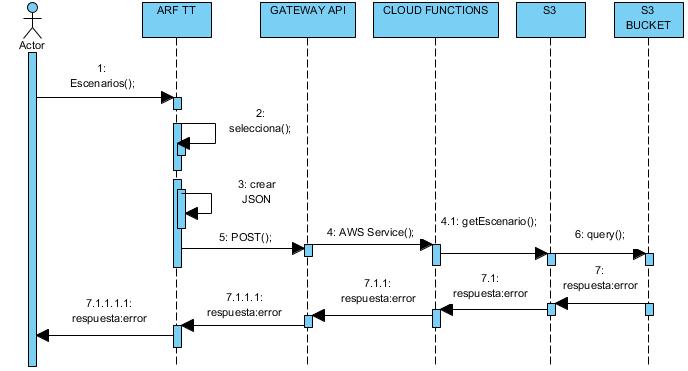 ARF TT
GATEWAY API
CLOUD FUNCTIONS
S3
S3
BUCKET
Actor
1:
Escenarios();
2:
selecciona();
3: crear
JSON
5: POST();
4: AWS Service();
4.1: getEscenario();
6: query();
7:
respuesta:error
7.1:
respuesta:error
7.1.1:
respuesta:error
7.1.1.1:
respuesta:error
7.1.1.1.1:
respuesta:error